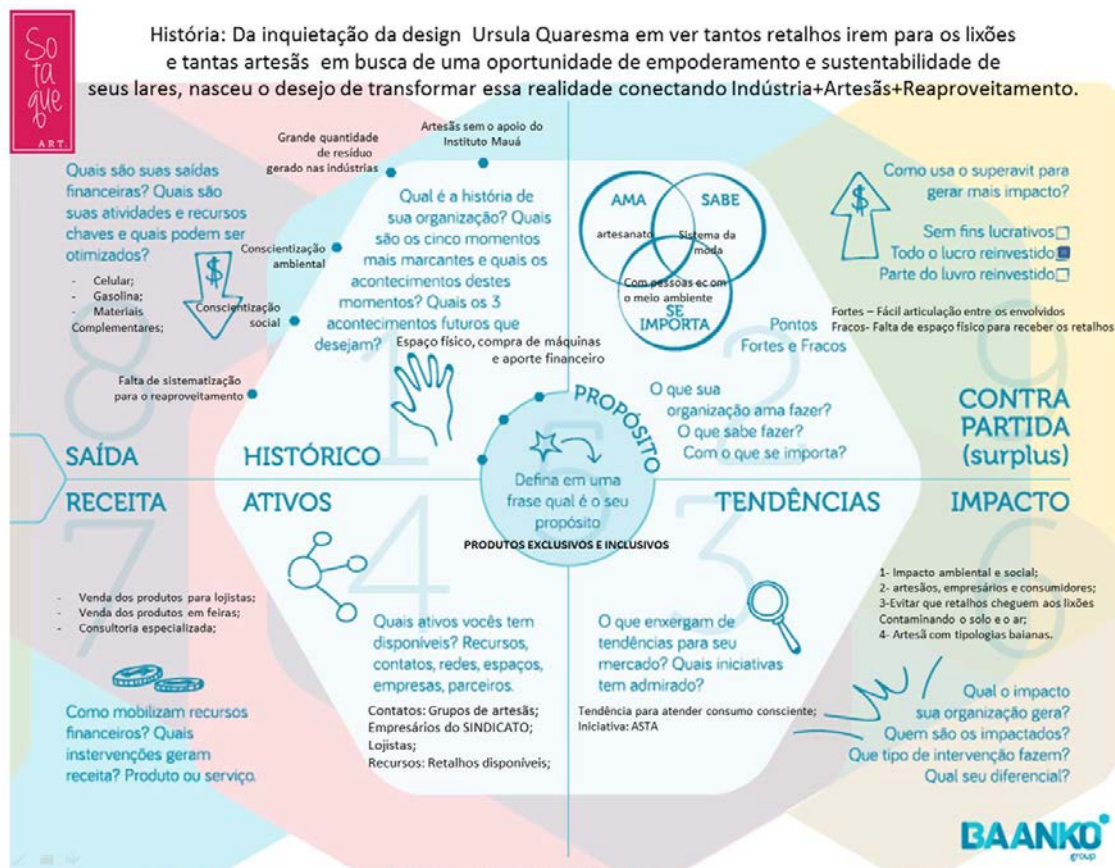 So
ta
que
ART.
História: Da inquietação da design Ursula Quaresma em ver tantos retalhos irem para os lixões
e tantas artesãs em busca de uma oportunidade de empoderamento e sustentabilidade de
seus lares, nasceu o desejo de transformar essa realidade conectando Indústria+Artesãs+Reaproveitamento.
Quais são suas saídas
financeiras? Quais são
suas atividades e recursos
chaves e quais podem ser
otimizados?
- Celular;
- Gasolina;
- Materiais
Complementares;
$
8
SAÍDA
Artesãs sem o apoio do
Instituto Mauá
Grande quantidade
de resíduo
gerado nas indústrias
Conscientização
ambiental
Conscientização
social
Falta de sistematização
para o reaproveitamento
Qual é a história de
sua organização? Quais
são os cinco momentos
mais marcantes e quais os
acontecimentos destes
momentos? Quais os 3
acontecimentos futuros que
desejam?
Espaço físico, compra de máquinas
e aporte financeiro
1
HISTÓRICO
AMA
artesanato
SABE
Sistema da
moda
Com pessoas ec om
o meio ambiente
SE
IMPORTA
Pontos
Fortes e Fracos
2
O que sua
organização ama fazer?
O que sabe fazer?
Com o que se importa?
Como usa o superavit para
gerar mais impacto?
$
Sem fins lucrativos
Todo o lucro reinvestido
Parte do luvro reinvestido
Fortes – Fácil articulação entre os envolvidos
Fracos- Falta de espaço físico para receber os retalhos
9
CONTRA
PARTIDA
(surplus)
PROPÓSITO
5
Defina em uma
frase qual é o seu
propósito
PRODUTOS EXCLUSIVOS E INCLUSIVOS
RECEITA
7
- Venda dos produtos para lojistas;
- Venda dos produtos em feiras;
- Consultoria especializada;
Como mobilizam recursos
financeiros? Quais
instervenções geram
receita? Produto ou serviço.
ATIVOS
4
Quais ativos vocês tem
disponíveis? Recursos,
contatos, redes, espaços,
empresas, parceiros.
Contatos: Grupos de artesãs;
Empresários do SINDICATO;
Lojistas;
Recursos: Retalhos disponíveis;
TENDÊNCIAS
3
O que enxergam de
tendências para seu
mercado? Quais iniciativas
tem admirado?
Tendência para atender consumo consciente;
Iniciativa: ASTA
IMPACTO
6
1- Impacto ambiental e social;
2- artesãos, empresários e consumidores;
3-Evitar que retalhos cheguem aos lixões
Contaminando o solo e o ar;
4- Artesã com tipologias baianas.
Qual o impacto
sua organização gera?
Quem são os impactados?
Que tipo de intervenção fazem?
Qual seu diferencial?
BAANKO
group